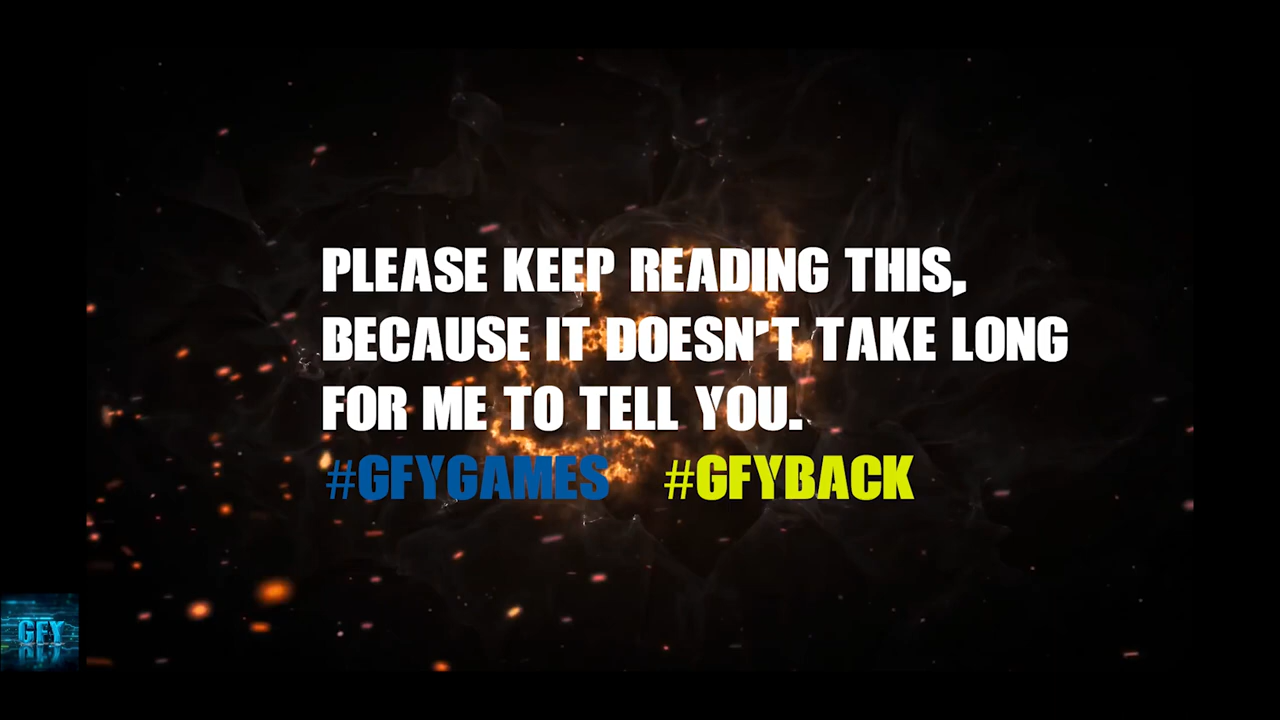 PLEASE KEEP READING THIS,
BECAUSE IT DOESN'T TAKE LONG
FOR ME TO TELL YOU.
#GFYGAMES #GFYBACK
GFY